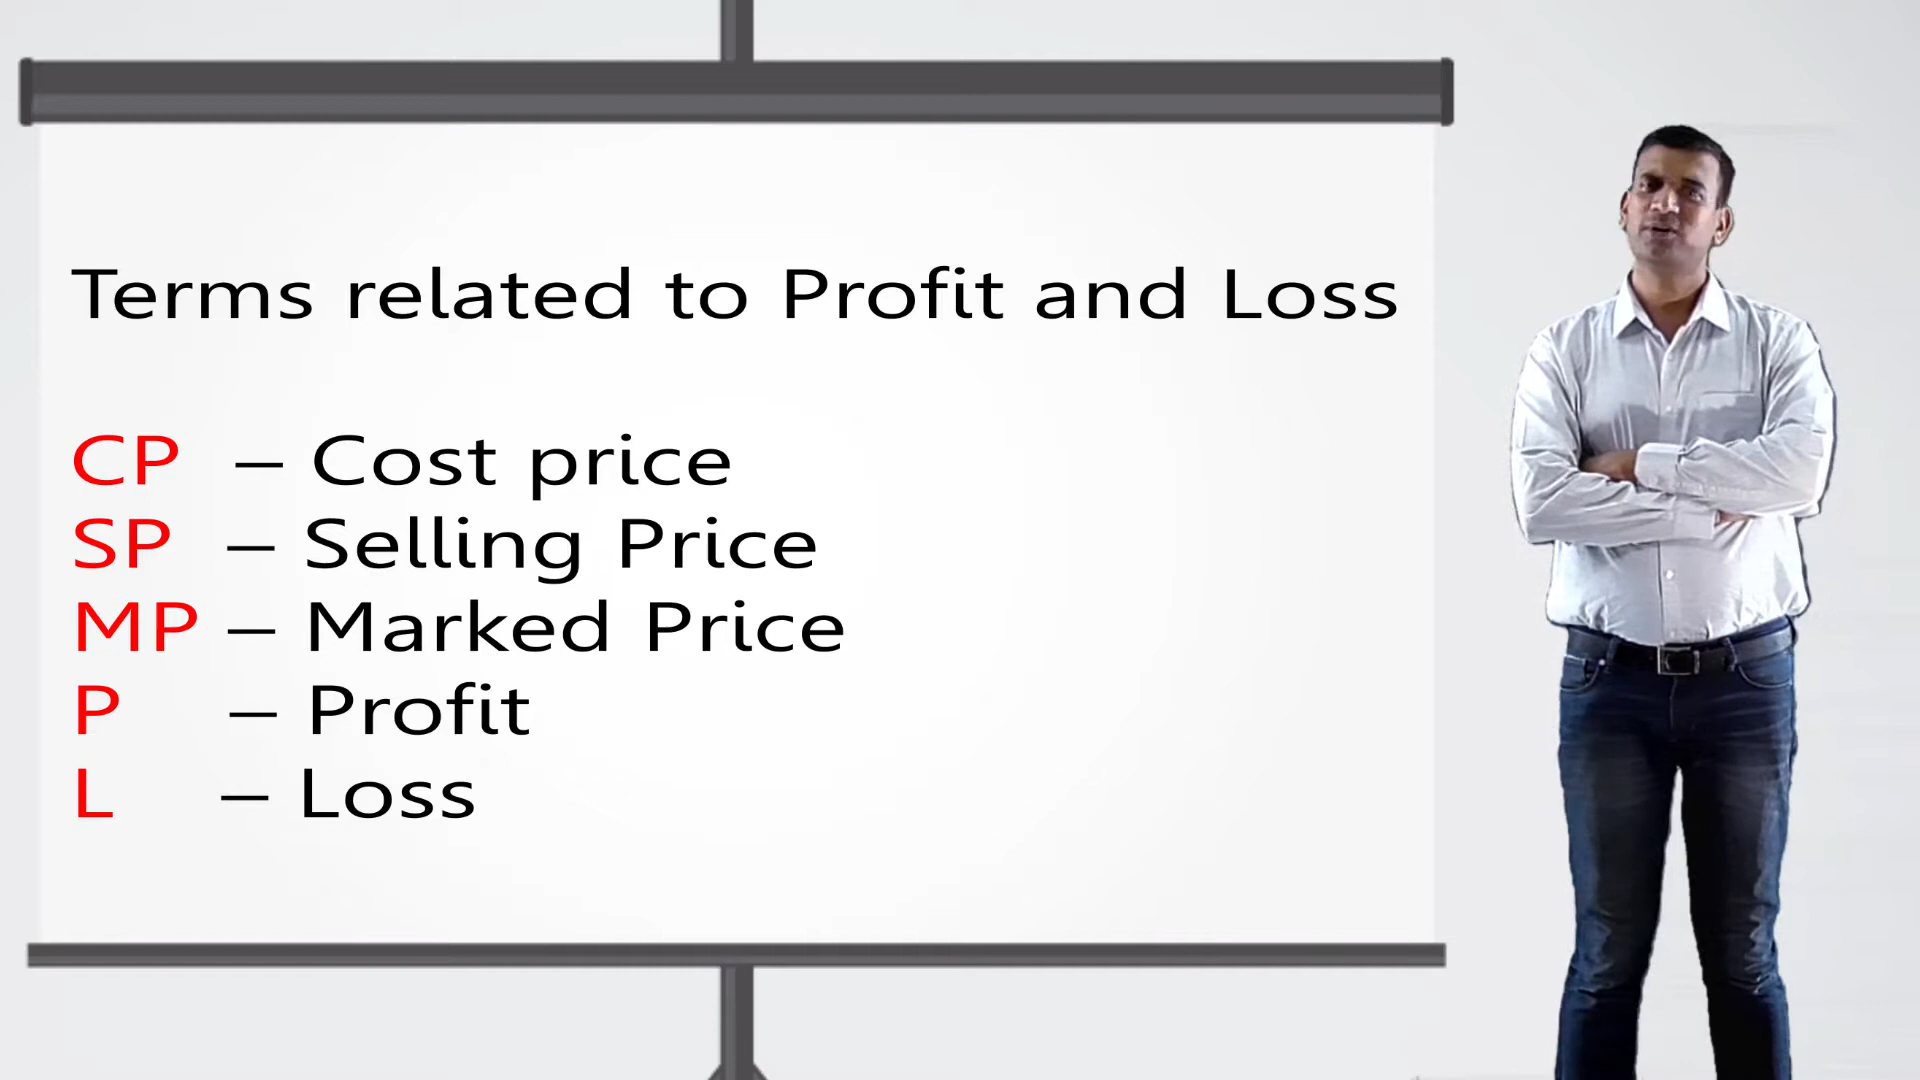 Terms related to Profit and Loss
CP – Cost price
SP – Selling Price
MP – Marked Price
P – Profit
L – Loss